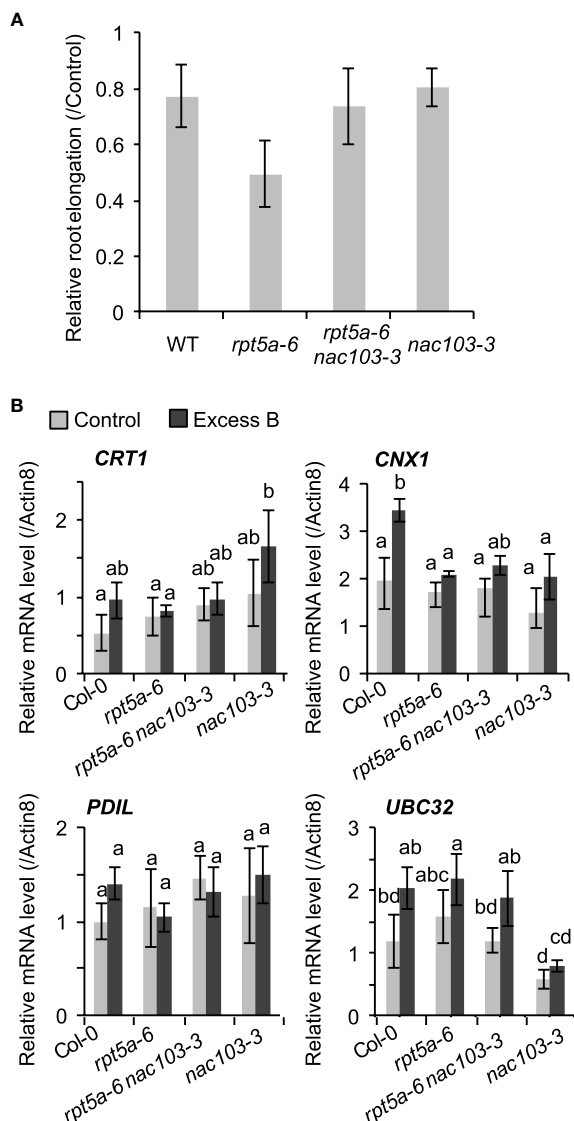 A
Relative root elongation (/Control)
1
0.8
0.6
0.4
0.2
0
WT
rpt5a-6
rpt5a-6
nac103-3
nac103-3
B
Control
Excess B
CRT1
Relative mRNA level (/Actin8)
2
1
0
a
ab
a
a
ab
ab
ab
b
Col-0
rpt5a-6
rpt5a-6 nac103-3
nac103-3
CNX1
Relative mRNA level (/Actin8)
4
3
2
1
0
a
b
a
a
a
ab
a
a
Col-0
rpt5a-6
rpt5a-6 nac103-3
nac103-3
PDIL
Relative mRNA level (/Actin8)
2
1
0
a
a
a
a
a
a
a
a
Col-0
rpt5a-6
rpt5a-6 nac103-3
nac103-3
UBC32
Relative mRNA level (/Actin8)
3
2
1
0
bd
ab
abc
a
bd
ab
d
cd
Col-0
rpt5a-6
rpt5a-6 nac103-3
nac103-3